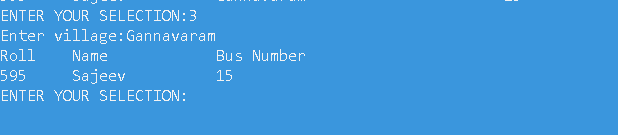 ENTER YOUR SELECTION:3
Enter village:Gannavaram
Roll Name Bus Number
595 Sajeev 15
ENTER YOUR SELECTION: